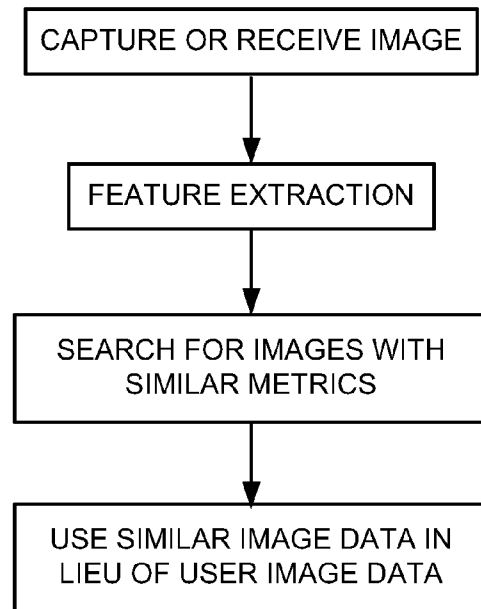 CAPTURE OR RECEIVE IMAGE
FEATURE EXTRACTION
SEARCH FOR IMAGES WITH
SIMILAR METRICS
USE SIMILAR IMAGE DATA IN
LIEU OF USER IMAGE DATA